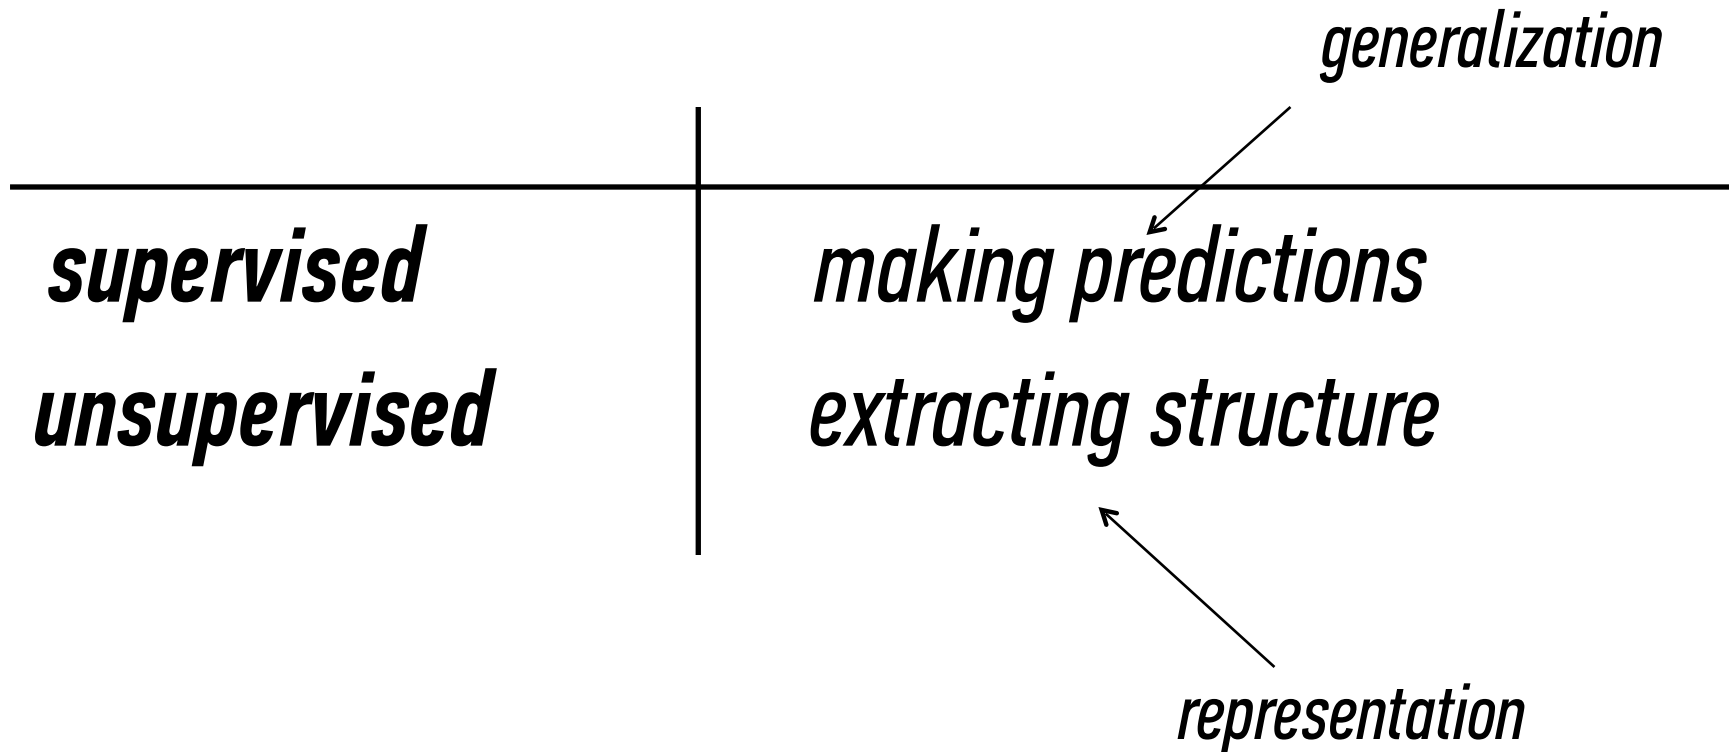 generalization
supervised making predictions
unsupervised extracting structure
representation